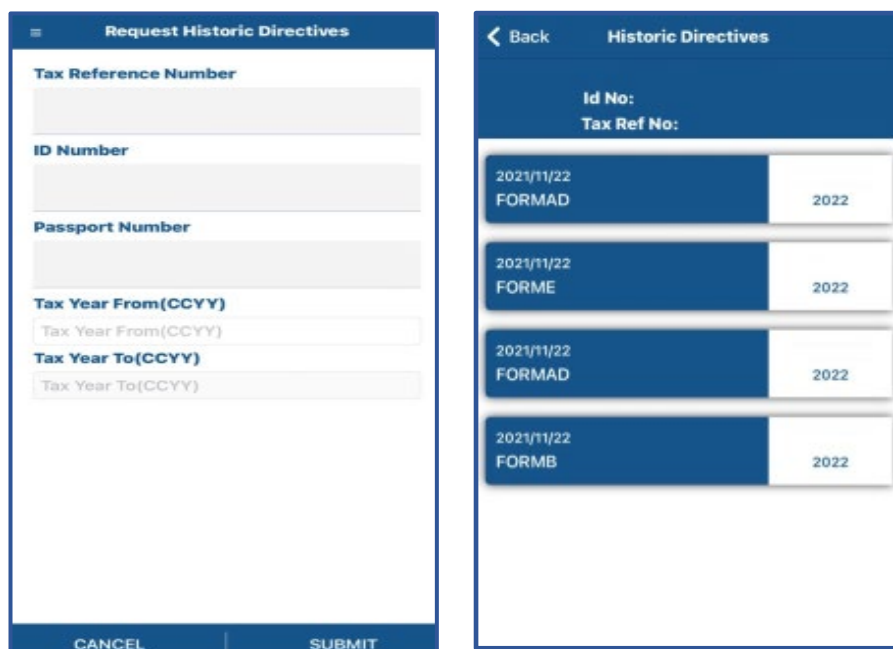 Request Historic Directives
Tax Reference Number
ID Number
Passport Number
Tax Year From(CCYY)
Tax Year From(CCYY)
Tax Year To(CCYY)
Tax Year To(CCYY)
CANCEL
SUBMIT
Back
Historic Directives
Id No:
Tax Ref No:
2021/11/22
FORMAD
2022
2021/11/22
FORME
2022
2021/11/22
FORMAD
2022
2021/11/22
FORMB
2022